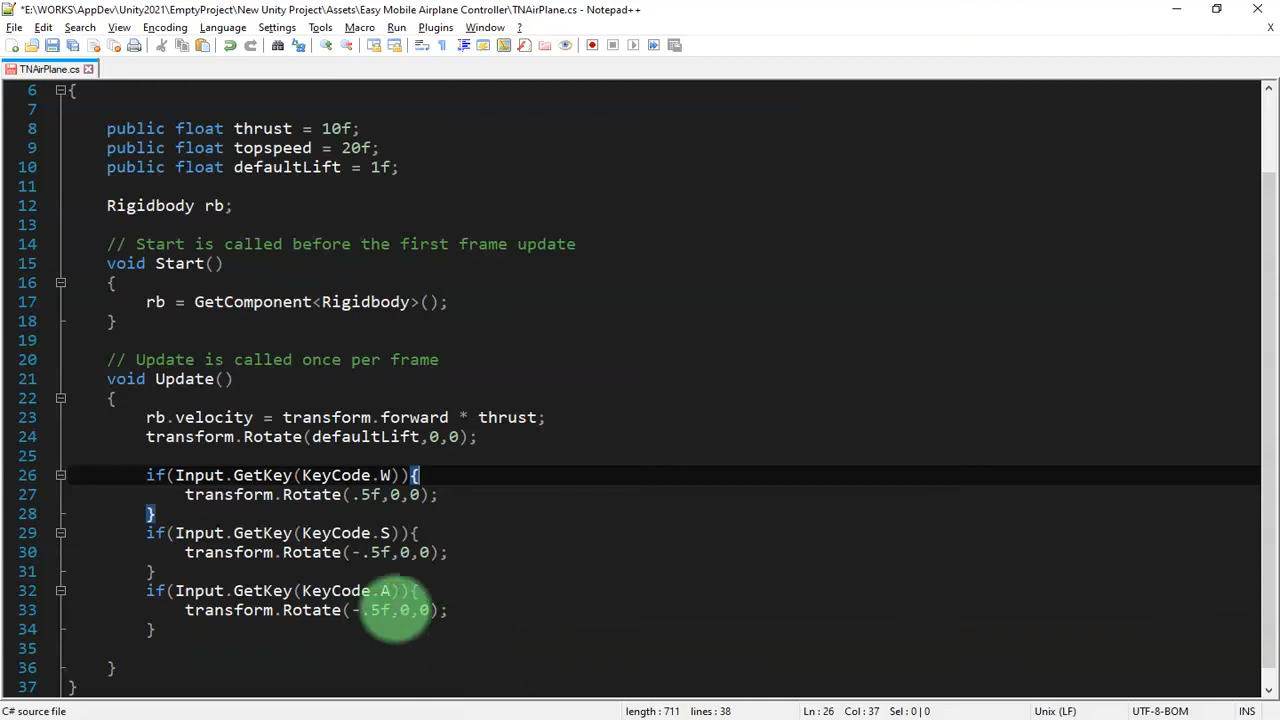 *E:\WORKS\AppDev\Unity2021\EmptyProject\New Unity Project\Assets\Easy Mobile Airplane Controller\TNAirPlane.cs - Notepad++
File Edit Search View Encoding Language Settings Tools Macro Run Plugins Window ? X
TNAirPlane.cs
6 {
7
8 public float thrust = 10f;
9 public float topspeed = 20f;
10 public float defaultLift = 1f;
11
12 Rigidbody rb;
13
14 // Start is called before the first frame update
15 void Start()
16 {
17 rb = GetComponent<Rigidbody>();
18 }
19
20 // Update is called once per frame
21 void Update()
22 {
23 rb.velocity = transform.forward * thrust;
24 transform.Rotate(defaultLift,0,0);
25
26 if(Input.GetKey(KeyCode.W)){
27 transform.Rotate(.5f,0,0);
28 }
29 if(Input.GetKey(KeyCode.S)){
30 transform.Rotate(-.5f,0,0);
31 }
32 if(Input.GetKey(KeyCode.A)){
33 transform.Rotate(-.5f,0,0);
34 }
35
36 }
37 }
C# source file length : 711 lines : 38 Ln : 26 Col : 37 Sel : 0 | 0 Unix (LF) UTF-8-BOM INS